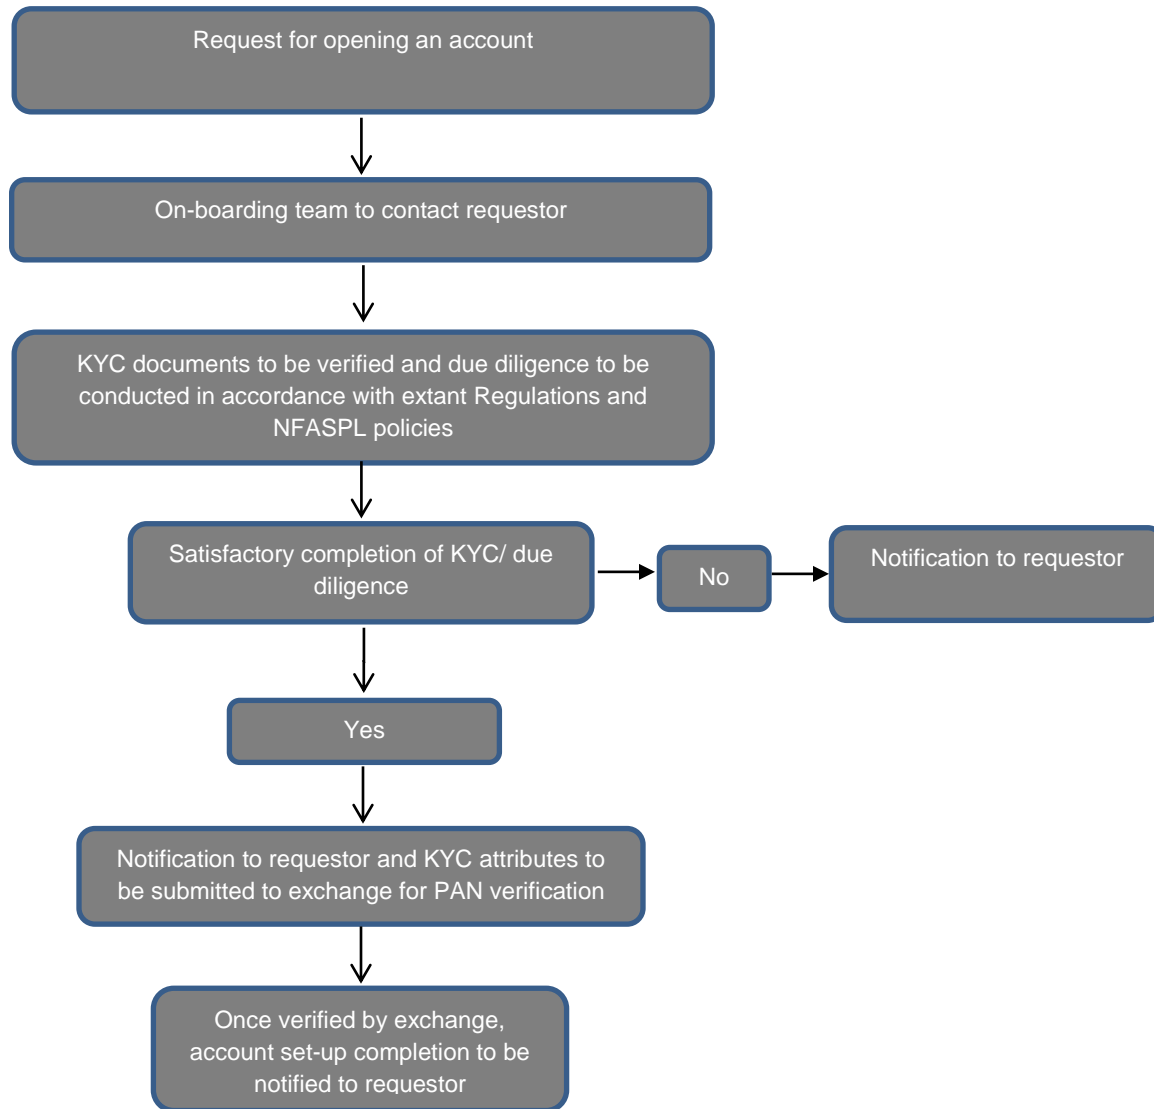 Request for opening an account
On-boarding team to contact requestor
KYC documents to be verified and due diligence to be
conducted in accordance with extant Regulations and
NFASPL policies
Satisfactory completion of KYC/ due
diligence
No
Notification to requestor
Yes
Notification to requestor and KYC attributes to
be submitted to exchange for PAN verification
Once verified by exchange,
account set-up completion to be
notified to requestor